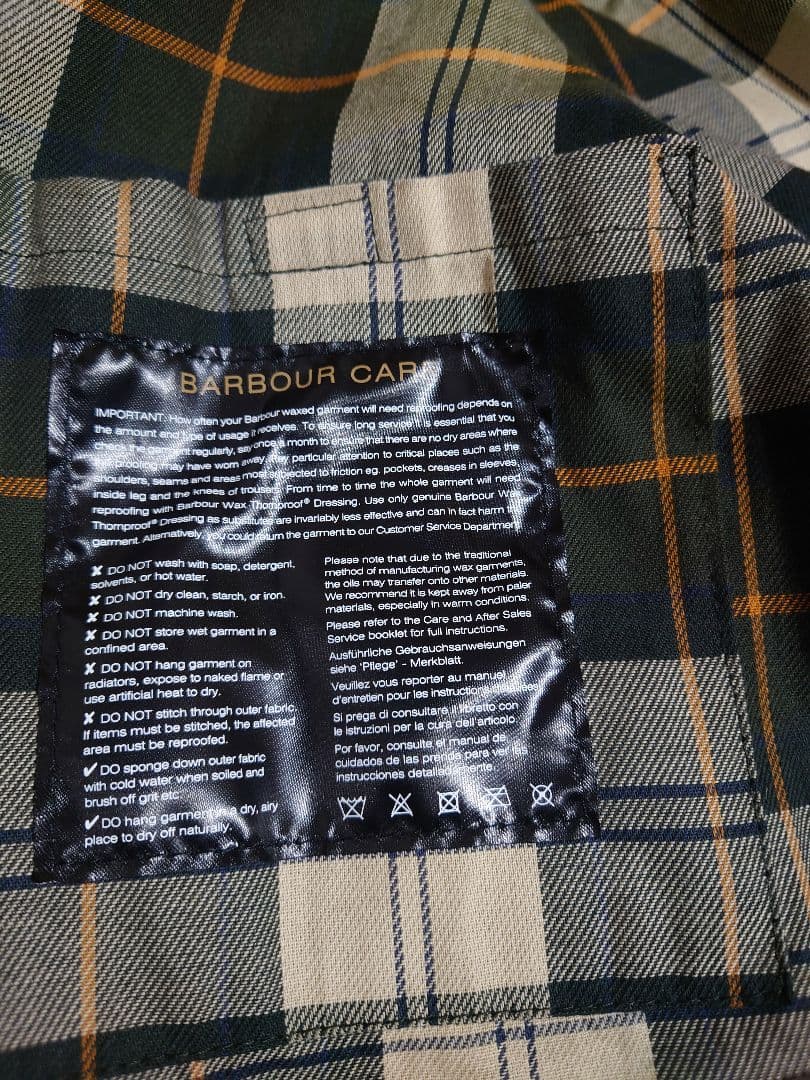 BARBOUR CARE
IMPORTANT: How often your Barbour waxed garment will need reproofing depends on
the amount and type of usage it receives. To ensure long service it is essential that you
check the garment regularly, say once a month to ensure that there are no dry areas where
reproofing may have worn away. Pay particular attention to critical places such as the
shoulders, seams and areas most subjected to friction eg. pockets, creases in sleeves,
inside leg and the knees of trousers. From time to time the whole garment will need
reproofing with Barbour Wax Thornproof® Dressing. Use only genuine Barbour Wax
Thornproof® Dressing as substitutes are invariably less effective and can in fact harm the
garment. Alternatively, you could return the garment to our Customer Service Department.
✘ DO NOT wash with soap, detergent,
solvents, or hot water.
✘ DO NOT dry clean, starch, or iron.
✘ DO NOT machine wash.
✘ DO NOT store wet garment in a
confined area.
✘ DO NOT hang garment on
radiators, expose to naked flame or
use artificial heat to dry.
✘ DO NOT stitch through outer fabric
If items must be stitched, the affected
area must be reproofed.
✔ DO sponge down outer fabric
with cold water when soiled and
brush off grit etc.
✔ DO hang garment in a dry, airy
place to dry off naturally.
Please note that due to the traditional
method of manufacturing wax garments,
the oils may transfer onto other materials.
We recommend it is kept away from paler
materials, especially in warm conditions.
Please refer to the Care and After Sales
Service booklet for full instructions.
Ausführliche Gebrauchsanweisungen
siehe 'Pflege' - Merkblatt.
Veuillez vous reporter au manuel
d'entretien pour les instructions détaillées
Si prega di consultare il libretto con
le istruzioni per la cura dell'articolo.
Por favor, consulte el manual de
cuidados de las prendas para ver las
instrucciones detalladamente.